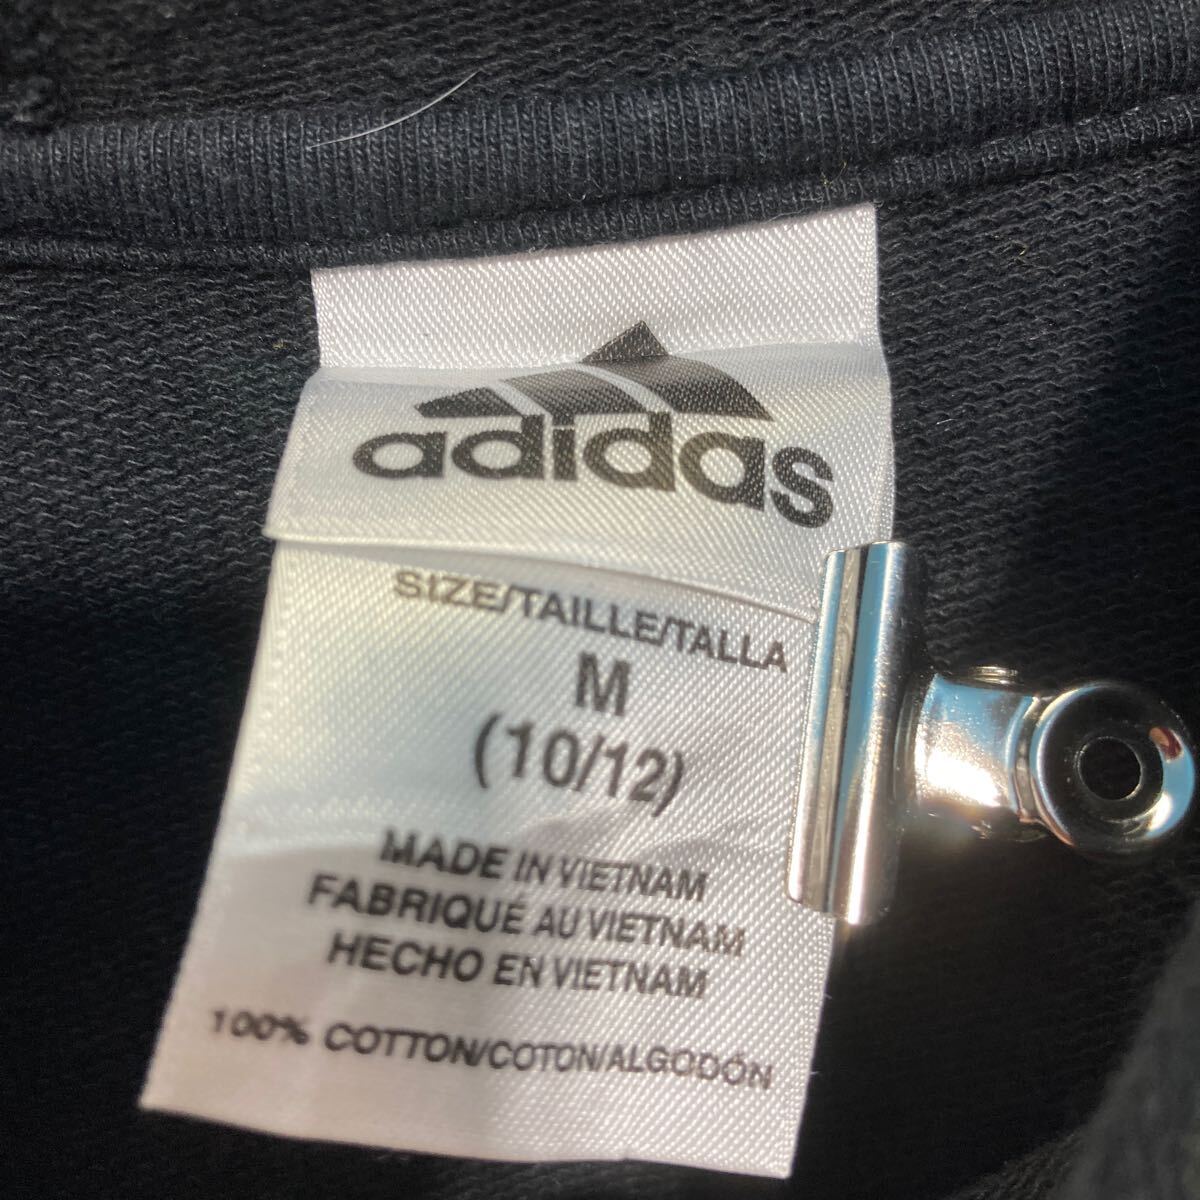 adidas
SIZE/TAILLE/TALLA
M
(10/12)
MADE IN VIETNAM
FABRIQUÉ AU VIETNAM
HECHO EN VIETNAM
100% COTTON/COTON/ALGODÓN